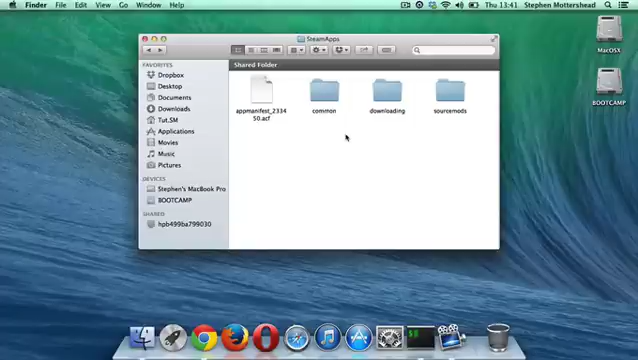 Finder File Edit View Go Window Help Thu 13:41 Stephen Mottershead
SteamApps
FAVORITES
Dropbox
Desktop
Documents
Downloads
Tut.SM
Applications
Movies
Music
Pictures
DEVICES
Stephen's MacBook Pro
BOOTCAMP
SHARED
hpb499ba799030
Shared Folder
appmanifest_2334
50.acf
common
downloading
sourcemods
MacOSX
BOOTCAMP